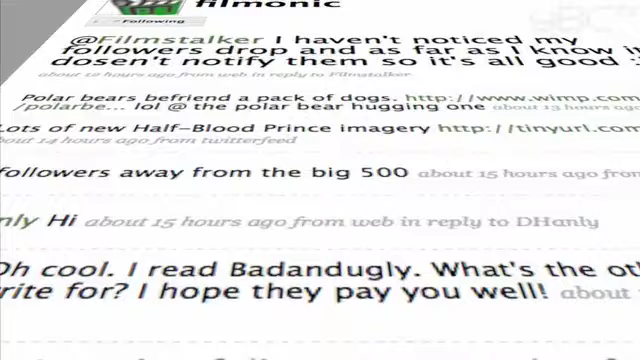 filmonic
Following
@Filmstalker I haven't noticed my
followers drop and as far as I know i
dosen't notify them so it's all good :
about 12 hours ago from web in reply to Filmstalker
Polar bears befriend a pack of dogs. http://www.wimp.com
/polarbe... lol @ the polar bear hugging one about 13 hours ago
Lots of new Half-Blood Prince imagery http://tinyurl.com
about 14 hours ago from twitterfeed
followers away from the big 500 about 15 hours ago from
nly Hi about 15 hours ago from web in reply to DHanly
Oh cool. I read Badandugly. What's the ot
rite for? I hope they pay you well! about